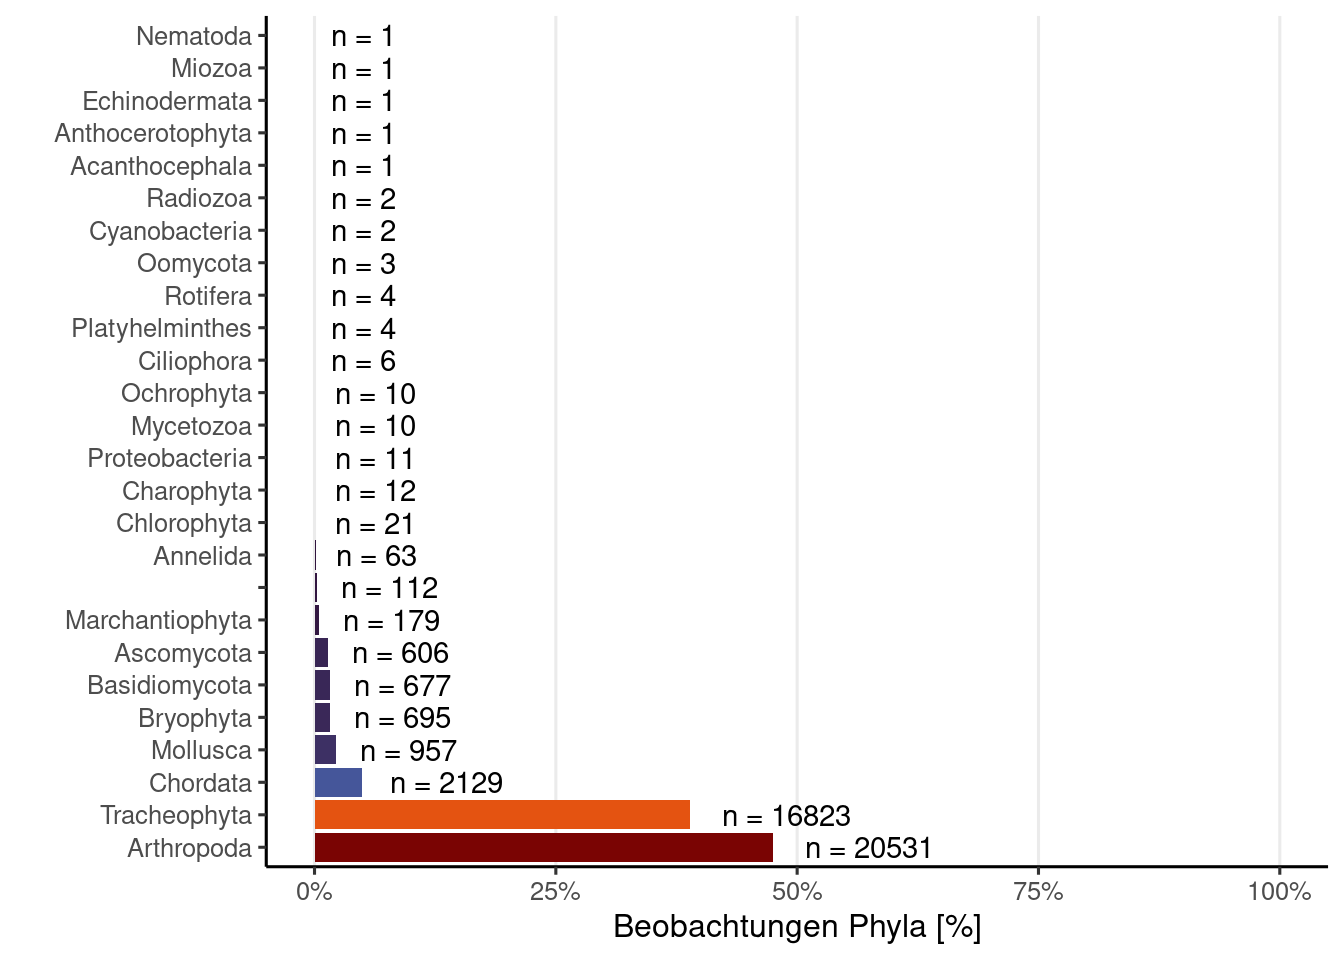 Nematoda n = 1
Miozoa n = 1
Echinodermata n = 1
Anthocerotophyta n = 1
Acanthocephala n = 1
Radiozoa n = 2
Cyanobacteria n = 2
Oomycota n = 3
Rotifera n = 4
Platyhelminthes n = 4
Ciliophora n = 6
Ochrophyta n = 10
Mycetozoa n = 10
Proteobacteria n = 11
Charophyta n = 12
Chlorophyta n = 21
Annelida n = 63
n = 112
Marchantiophyta n = 179
Ascomycota n = 606
Basidiomycota n = 677
Bryophyta n = 695
Mollusca n = 957
Chordata n = 2129
Tracheophyta n = 16823
Arthropoda n = 20531
0% 25% 50% 75% 100%
Beobachtungen Phyla [%]